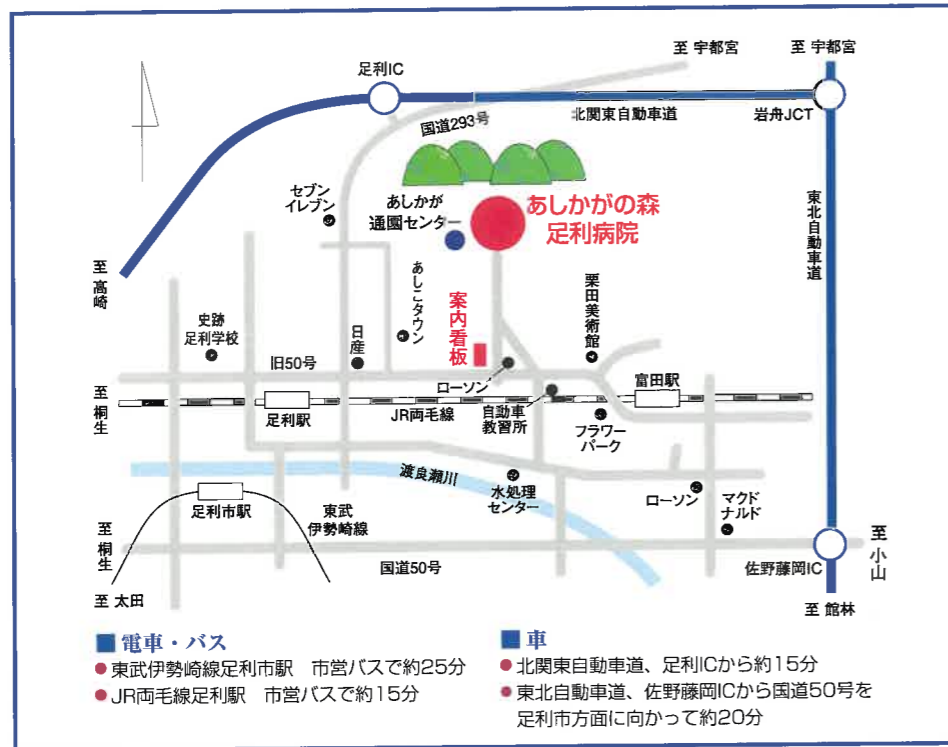 至 宇都宮
至 宇都宮
足利IC
北関東自動車道
岩舟JCT
国道293号
セブン
イレブン
あしかが
通園センター
あしかがの森
足利病院
東北自動車道
至 高崎
あしこタウン
案内看板
栗田美術館
史跡
足利学校
日産
旧50号
ローソン
富田駅
至 桐生
足利駅
JR両毛線
自動車
教習所
フラワー
パーク
渡良瀬川
水処理
センター
ローソン
マクド
ナルド
足利市駅
東武
伊勢崎線
至 桐生
国道50号
佐野藤岡IC
至 小山
至 太田
至 館林
■電車・バス
●東武伊勢崎線足利市駅 市営バスで約25分
●JR両毛線足利駅 市営バスで約15分
■車
●北関東自動車道、足利ICから約15分
●東北自動車道、佐野藤岡ICから国道50号を
足利市方面に向かって約20分